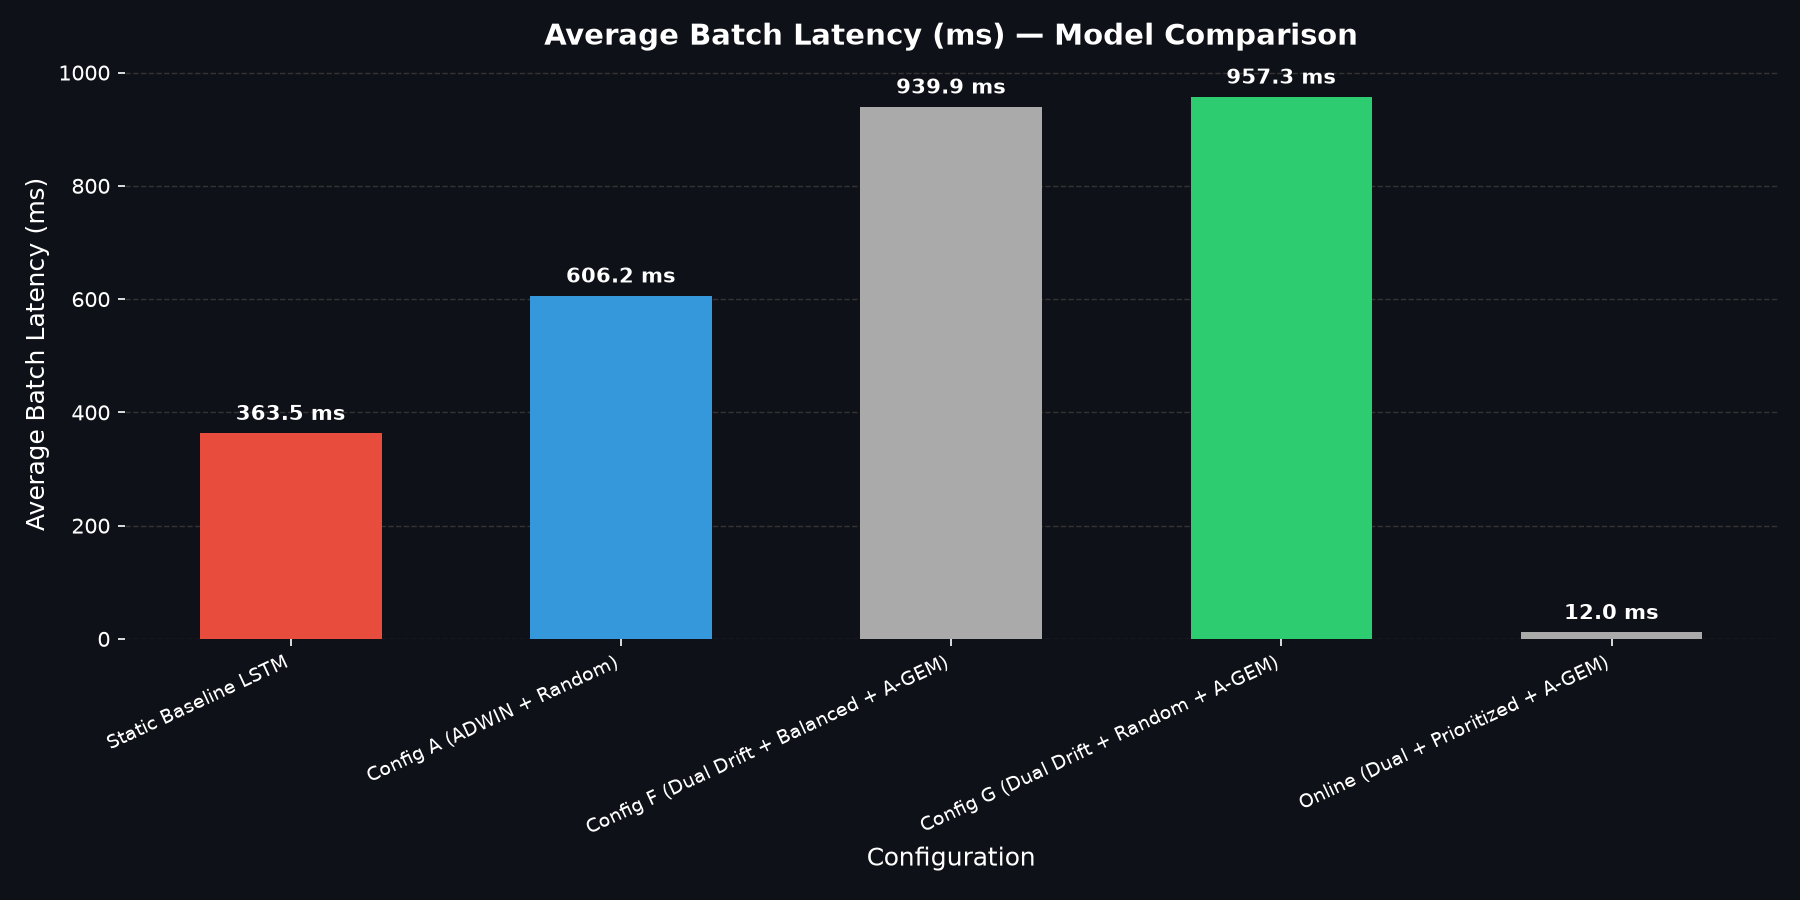 Average Batch Latency (ms) — Model Comparison
Average Batch Latency (ms)
1000
800
600
400
200
0
363.5 ms
606.2 ms
939.9 ms
957.3 ms
12.0 ms
Static Baseline LSTM
Config A (ADWIN + Random)
Config F (Dual Drift + Balanced + A-GEM)
Config G (Dual Drift + Random + A-GEM)
Online (Dual + Prioritized + A-GEM)
Configuration